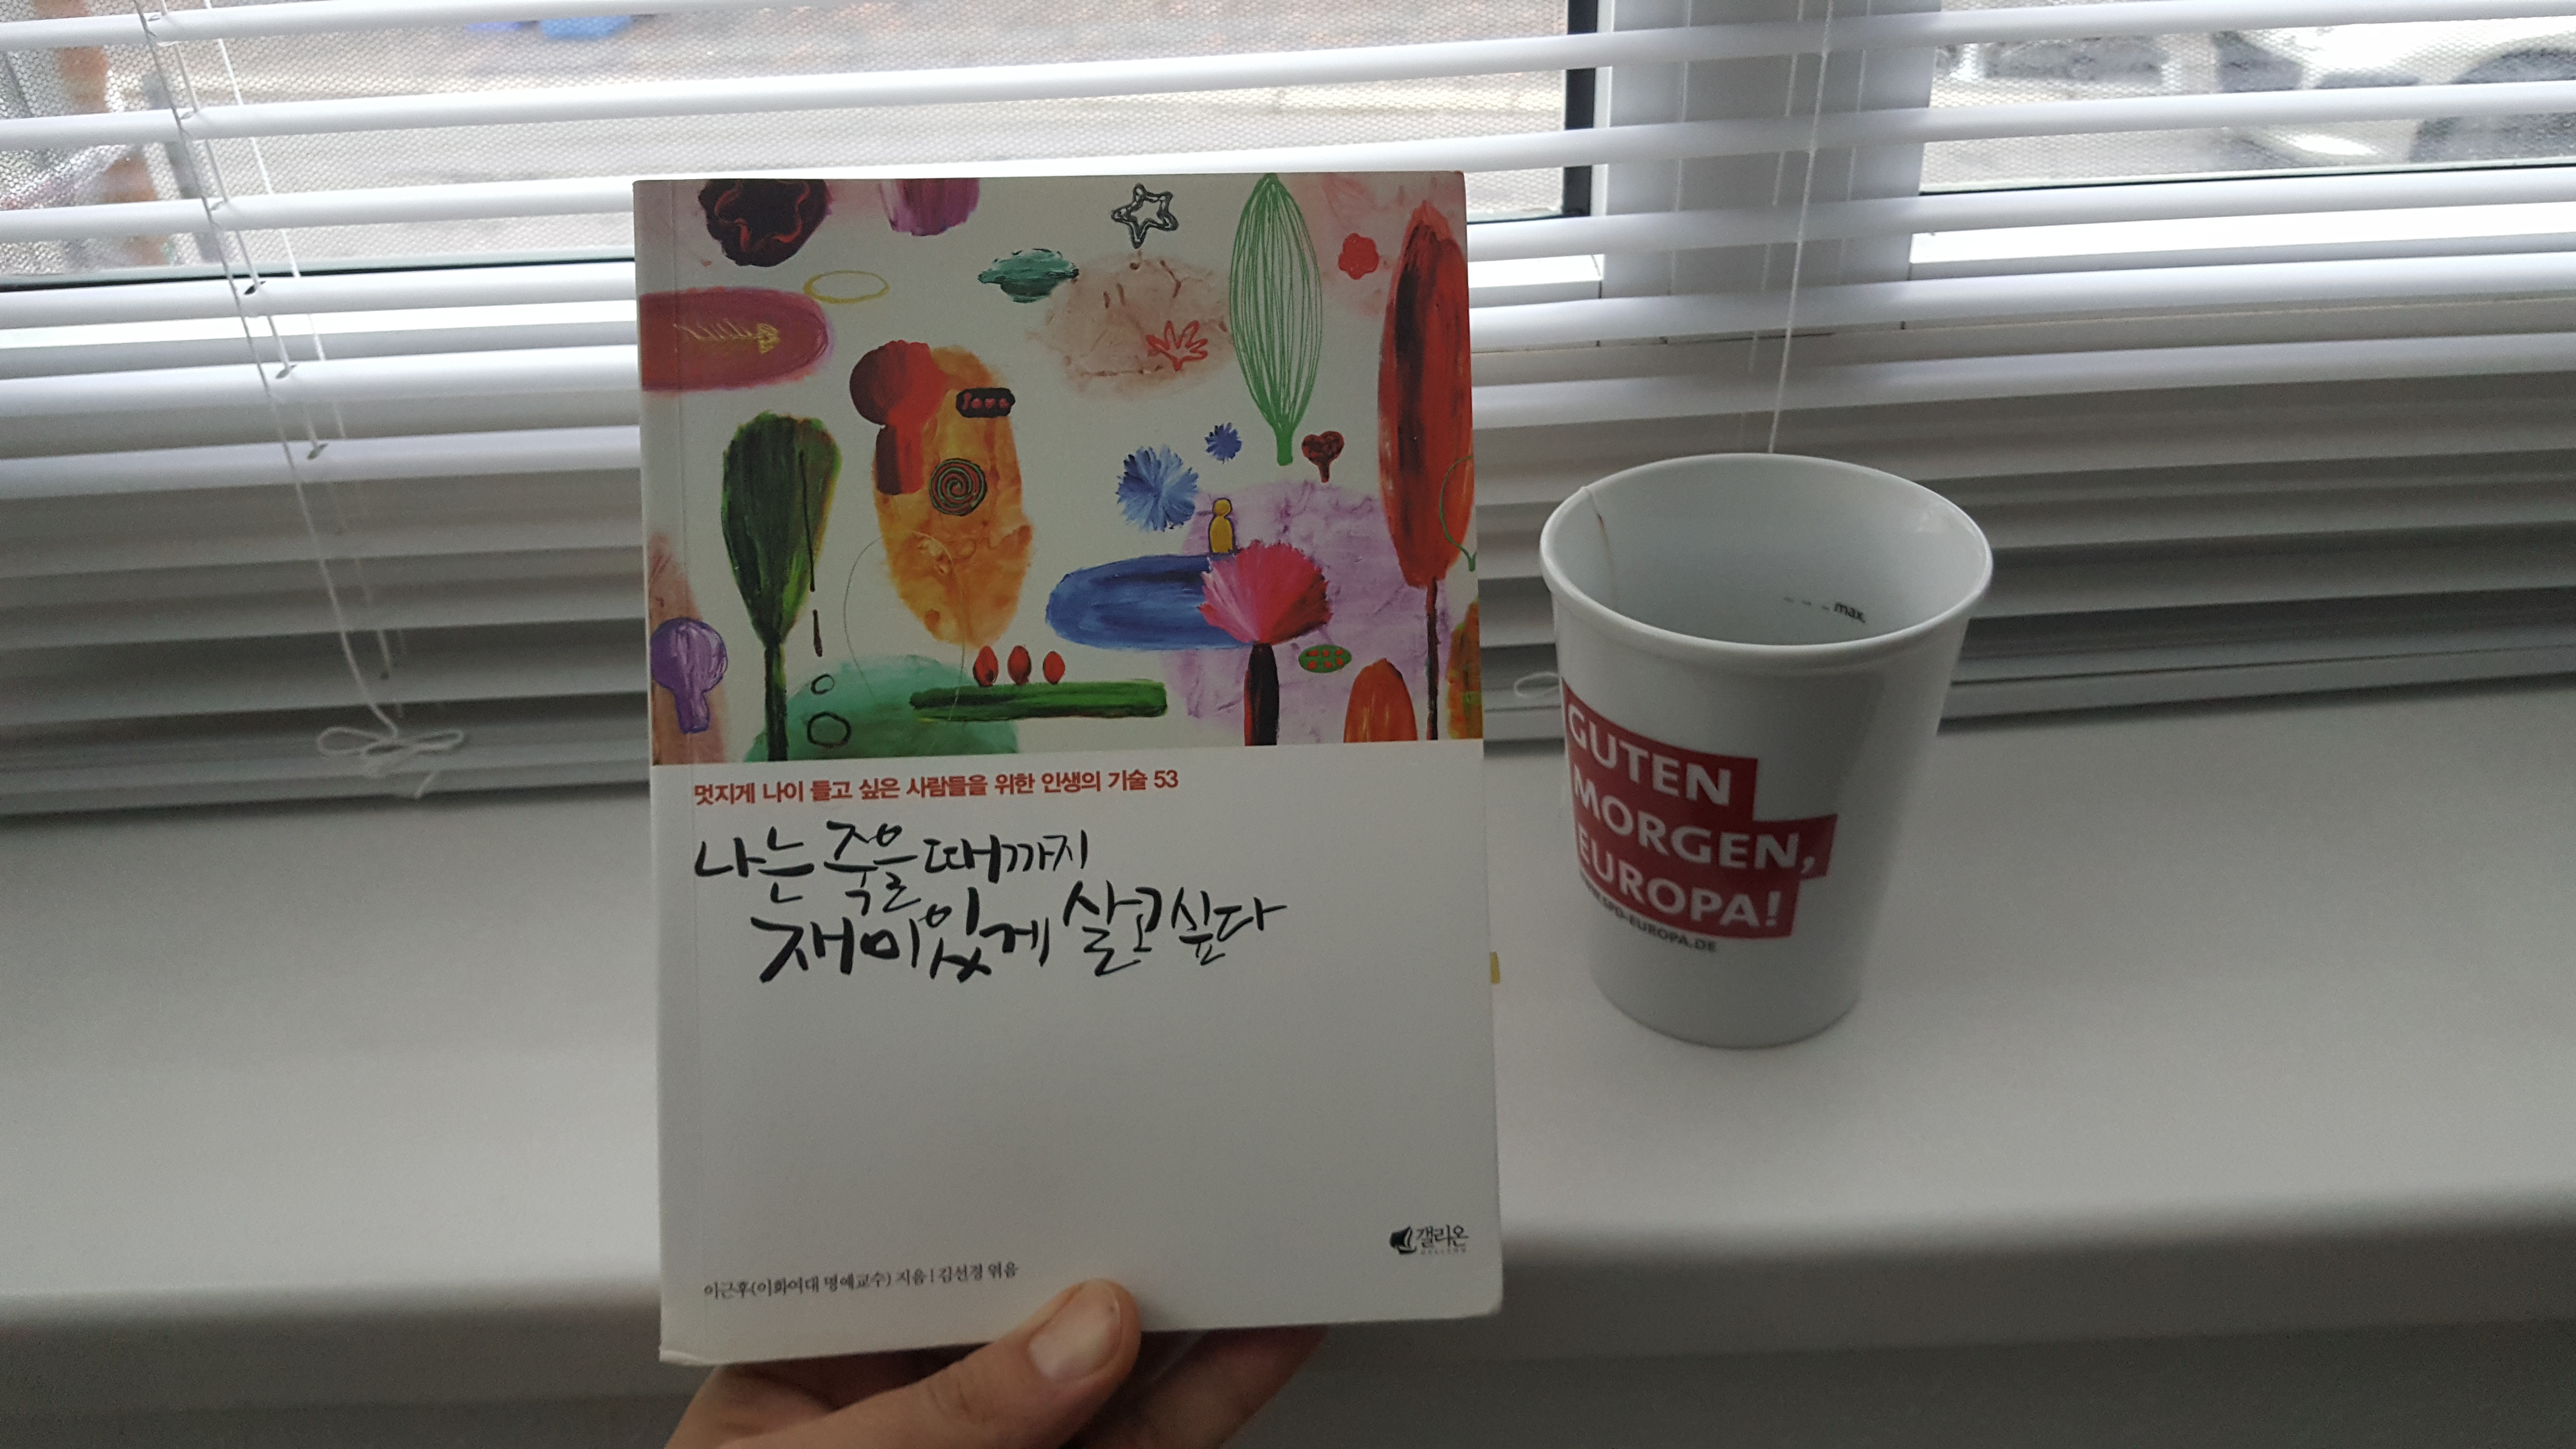 멋지게 나이 들고 싶은 사람들을 위한 인생의 기술 53
나는 죽을 때까지
재미있게 살고 싶다
이근후(이화여대 명예교수) 지음 | 김선경 엮음
갤리온
max.
GUTEN
MORGEN,
EUROPA!
SPD-EUROPA.DE